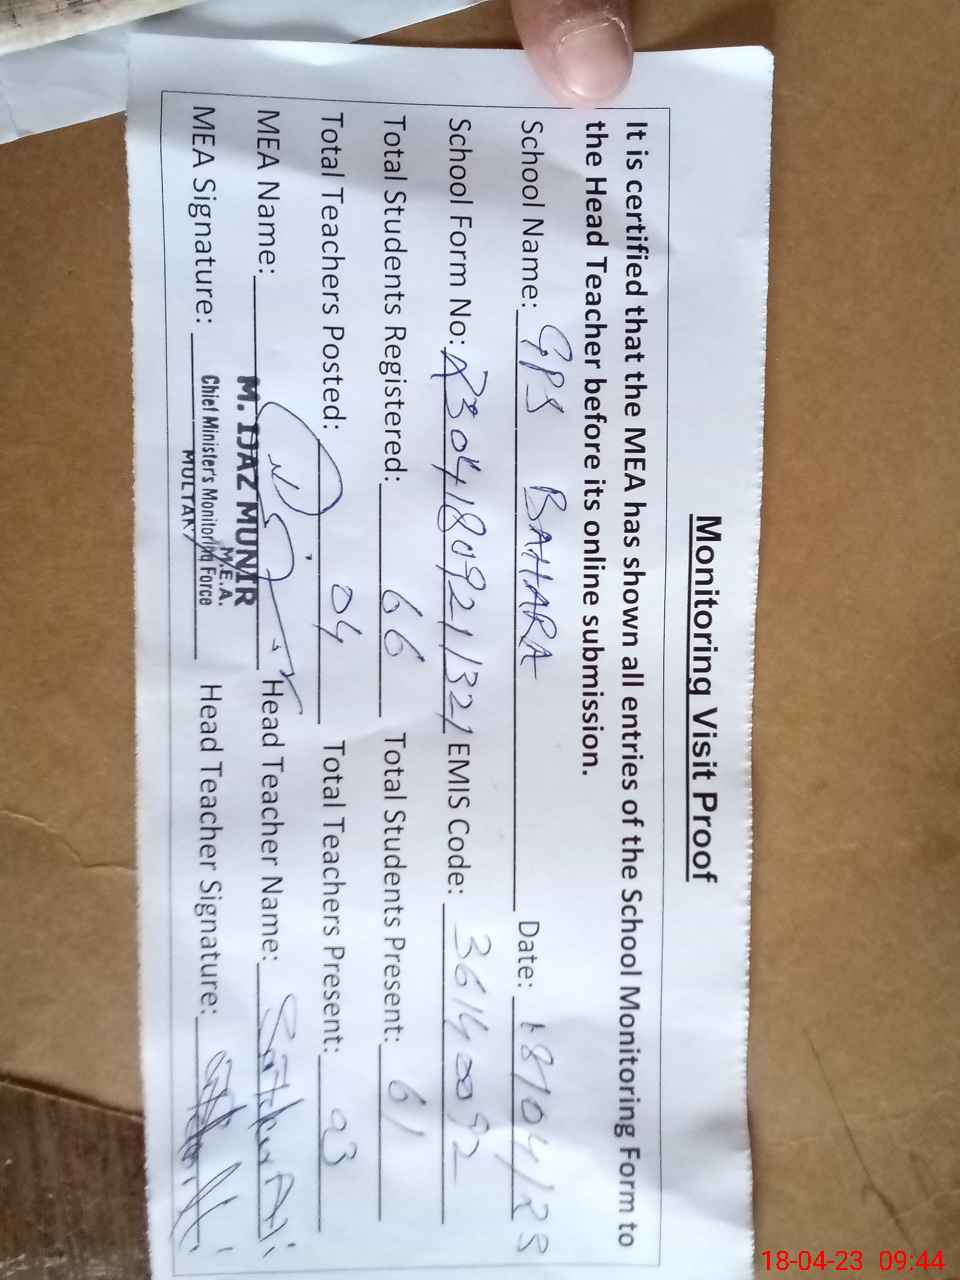 Monitoring Visit Proof
It is certified that the MEA has shown all entries of the School Monitoring Form to
the Head Teacher before its online submission.
School Name: GPS BAHARA Date: 18/04/23
School Form No: R3041809211321 EMIS Code: 36140092
Total Students Registered: 66 Total Students Present: 61
Total Teachers Posted: 04 Total Teachers Present: 03
MEA Name: M. IJAZ MUNIR Head Teacher Name:
M.E.A.
MEA Signature: Chief Minister's Monitoring Force Head Teacher Signature:
MULTAN
18-04-23 09:44